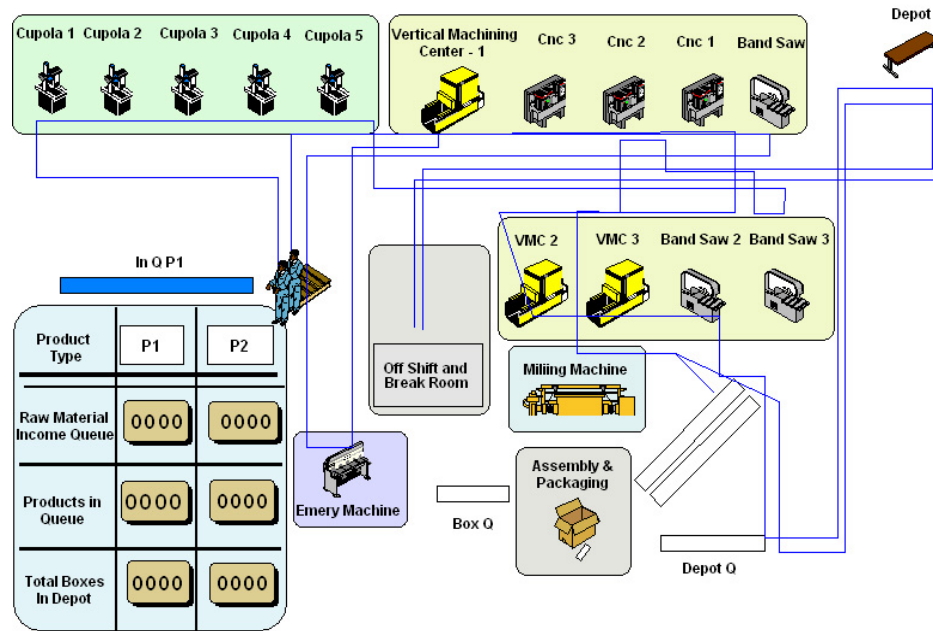 Cupola 1 Cupola 2 Cupola 3 Cupola 4 Cupola 5
Vertical Machining
Center - 1
Cnc 3 Cnc 2 Cnc 1 Band Saw
Depot
VMC 2 VMC 3 Band Saw 2 Band Saw 3
In Q P1
Product
Type
P1 P2
Raw Material
Income Queue
0000 0000
Products in
Queue
0000 0000
Total Boxes
In Depot
0000 0000
Off Shift and
Break Room
Emery Machine
Miliing Machine
Box Q
Assembly &
Packaging
Depot Q